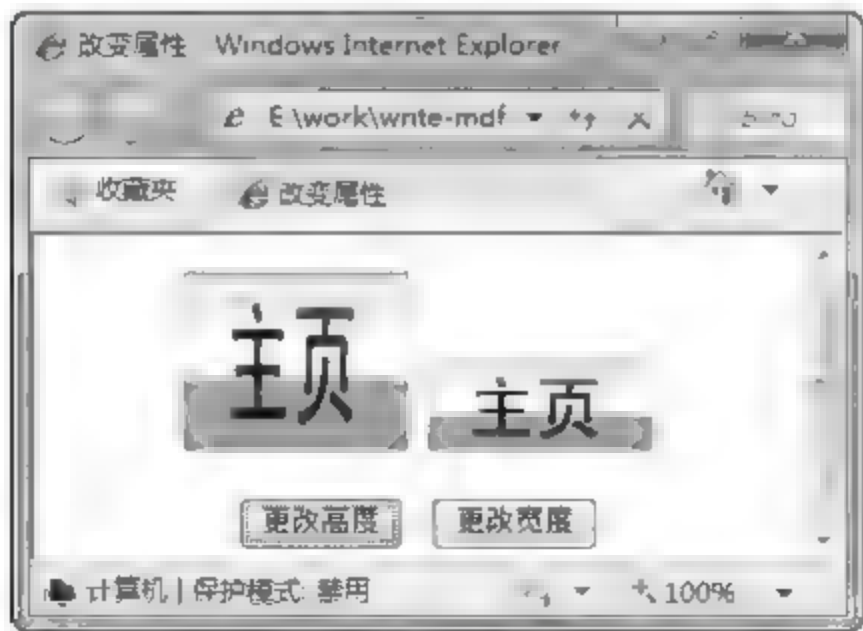 改变属性 Windows Internet Explorer
E \work\wnte-mdf
收藏夹 改变属性
主页 主页
更改高度 更改宽度
计算机 | 保护模式: 禁用 100%